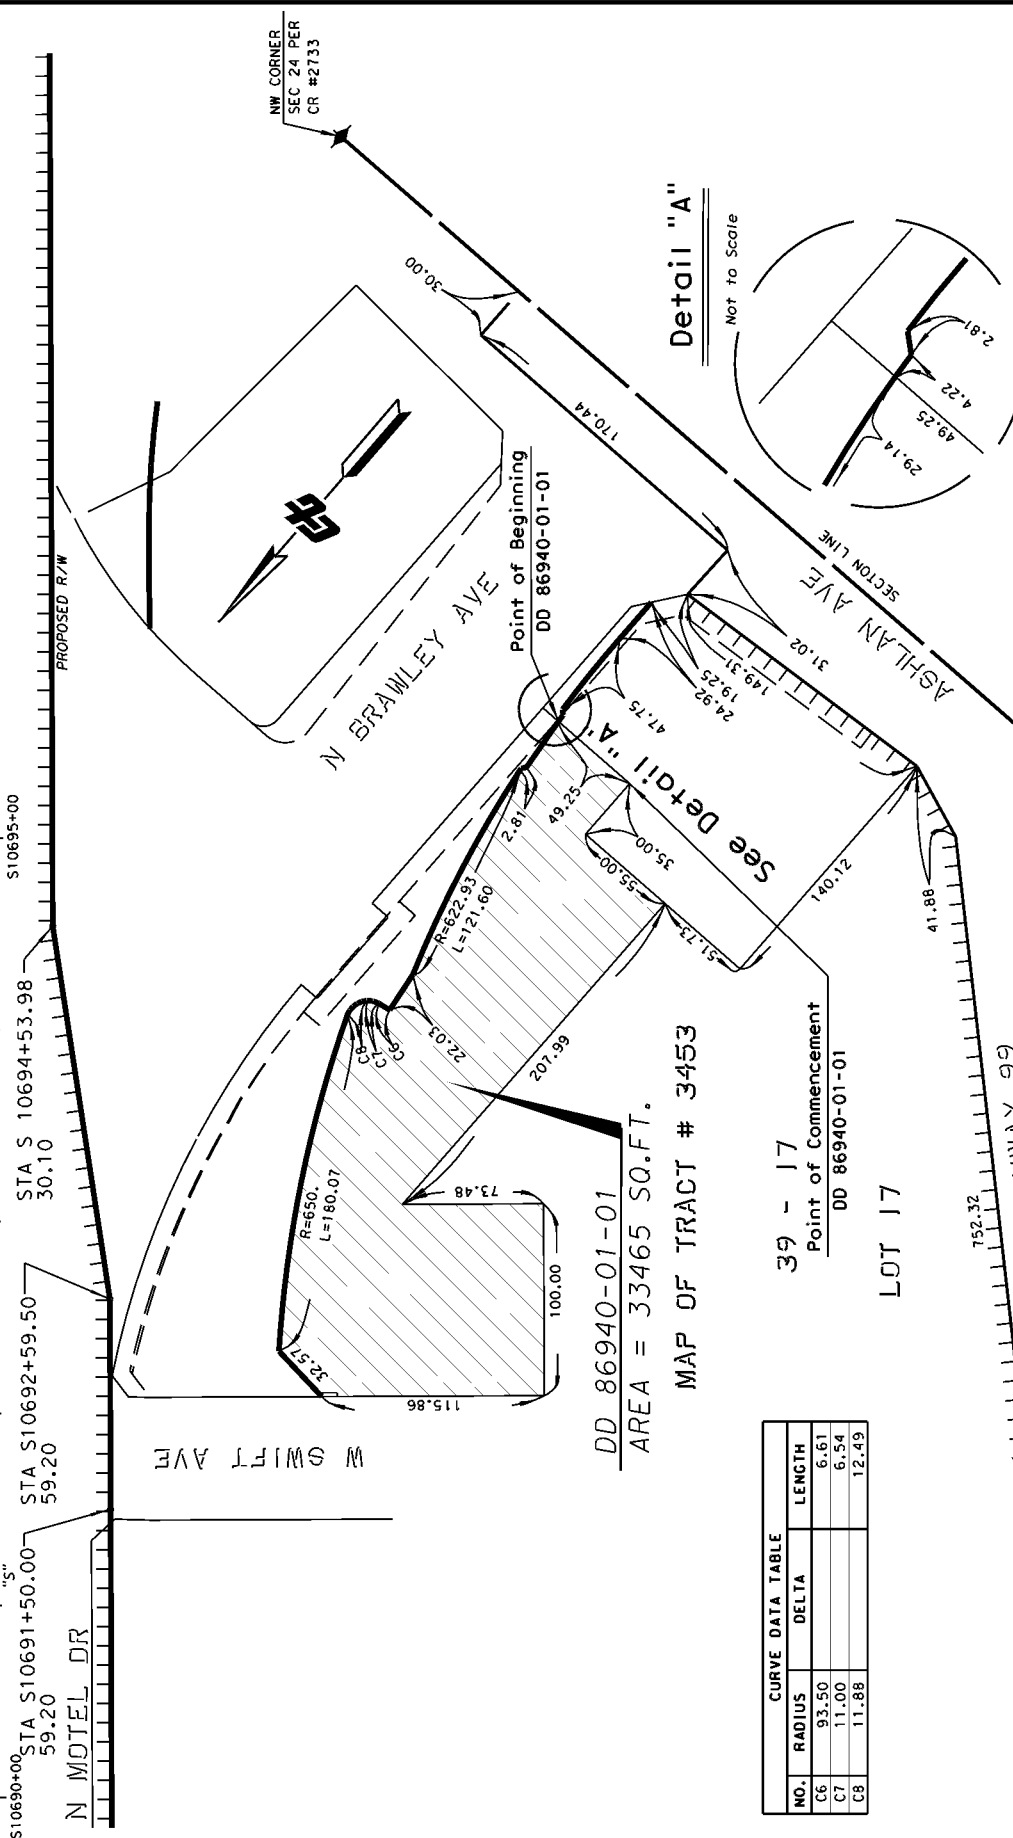 S10690+00
"S"
STA S10691+50.00
59.20
STA S10692+59.50
59.20
STA S 10694+53.98
30.10
S10695+00
N MOTEL DR
PROPOSED R/W
NW CORNER
SEC 24 PER
CR #2733
W SWIFT AVE
N BRAWLEY AVE
ASHLAN AVE
SECTON LINE
30.00
170.44
Point of Beginning
DD 86940-01-01
Detail "A"
Not to Scale
2.81
4.22
49.25
29.14
31.02
149.31
19.25
24.92
47.75
See Detail "A"
49.25
2.81
35.00
55.00
51.73
140.12
41.88
R=622.93
L=121.60
C8
C7
C6
22.03
207.99
R=650.
L=180.07
73.48
100.00
32.57
115.86
DD 86940-01-01
AREA = 33465 SQ.FT.
MAP OF TRACT # 3453
39 - 17
Point of Commencement
DD 86940-01-01
LOT 17
752.32
99
CURVE DATA TABLE
NO. RADIUS DELTA LENGTH
C6 93.50 6.61
C7 11.00 6.54
C8 11.88 12.49